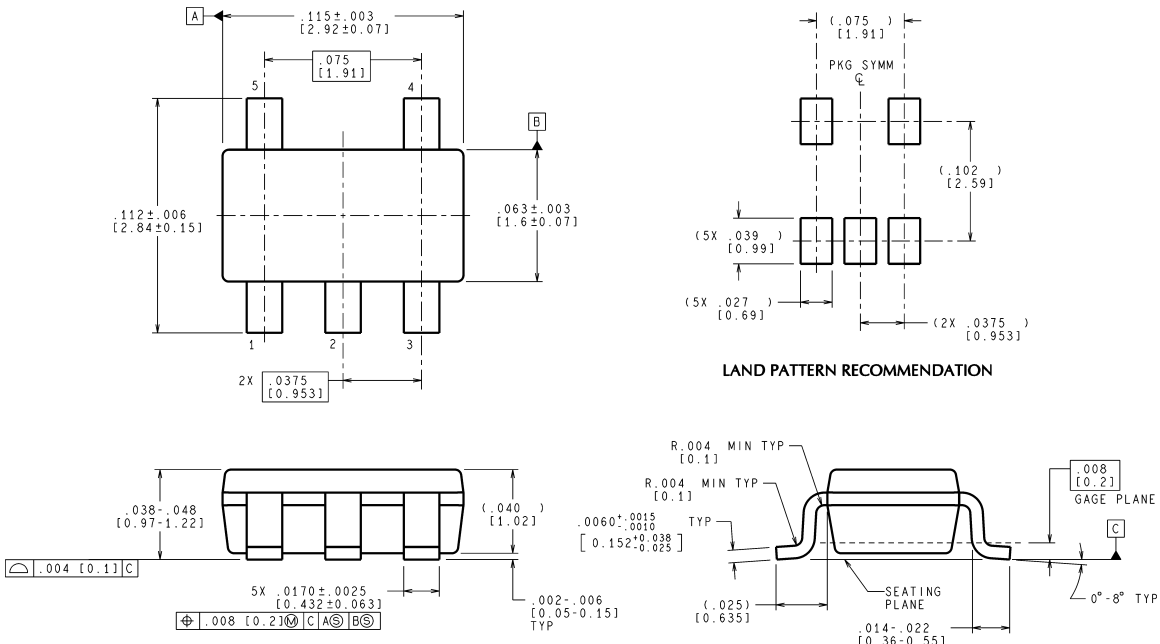 A
.115±.003
[2.92±0.07]
.075
[1.91]
5
4
B
.112±.006
[2.84±0.15]
.063±.003
[1.6±0.07]
1
2
3
2X .0375
[0.953]
(.075 )
[1.91]
PKG SYMM
℄
(.102 )
[2.59]
(5X .039 )
[0.99]
(5X .027 )
[0.69]
(2X .0375 )
[0.953]
LAND PATTERN RECOMMENDATION
.038-.048
[0.97-1.22]
(.040 )
[1.02]
⌓ .004 [0.1] C
5X .0170±.0025
[0.432±0.063]
⌖ .008 [0.2]Ⓜ C AⓈ BⓈ
.002-.006
[0.05-0.15]
TYP
R.004 MIN TYP
[0.1]
R.004 MIN TYP
[0.1]
.0060+.0015 -.0010 TYP
[ 0.152+0.038 -0.025 ]
.008
[0.2]
GAGE PLANE
C
SEATING
PLANE
0°-8° TYP
(.025)
[0.635]
.014-.022
[0.36-0.55]